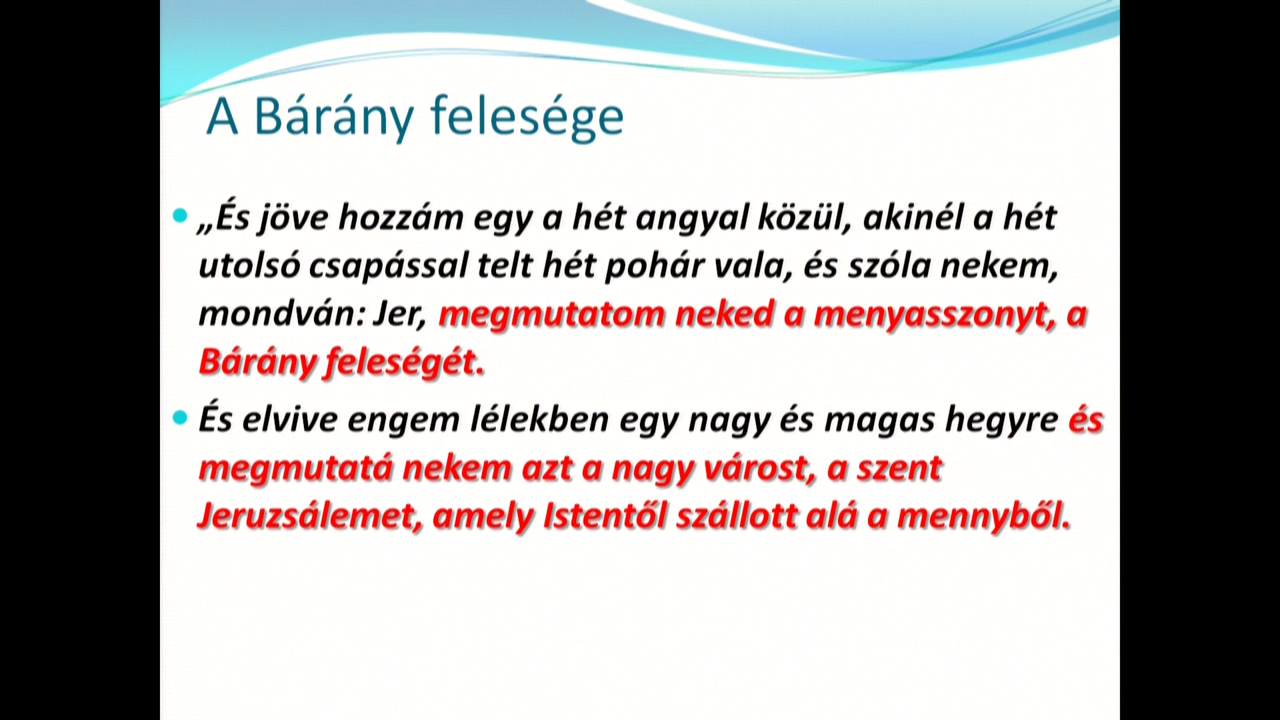 A Bárány felesége
• „És jöve hozzám egy a hét angyal közül, akinél a hét
utolsó csapással telt hét pohár vala, és szóla nekem,
mondván: Jer, megmutatom neked a menyasszonyt, a
Bárány feleségét.
• És elvive engem lélekben egy nagy és magas hegyre és
megmutatá nekem azt a nagy várost, a szent
Jeruzsálemet, amely Istentől szállott alá a mennyből.